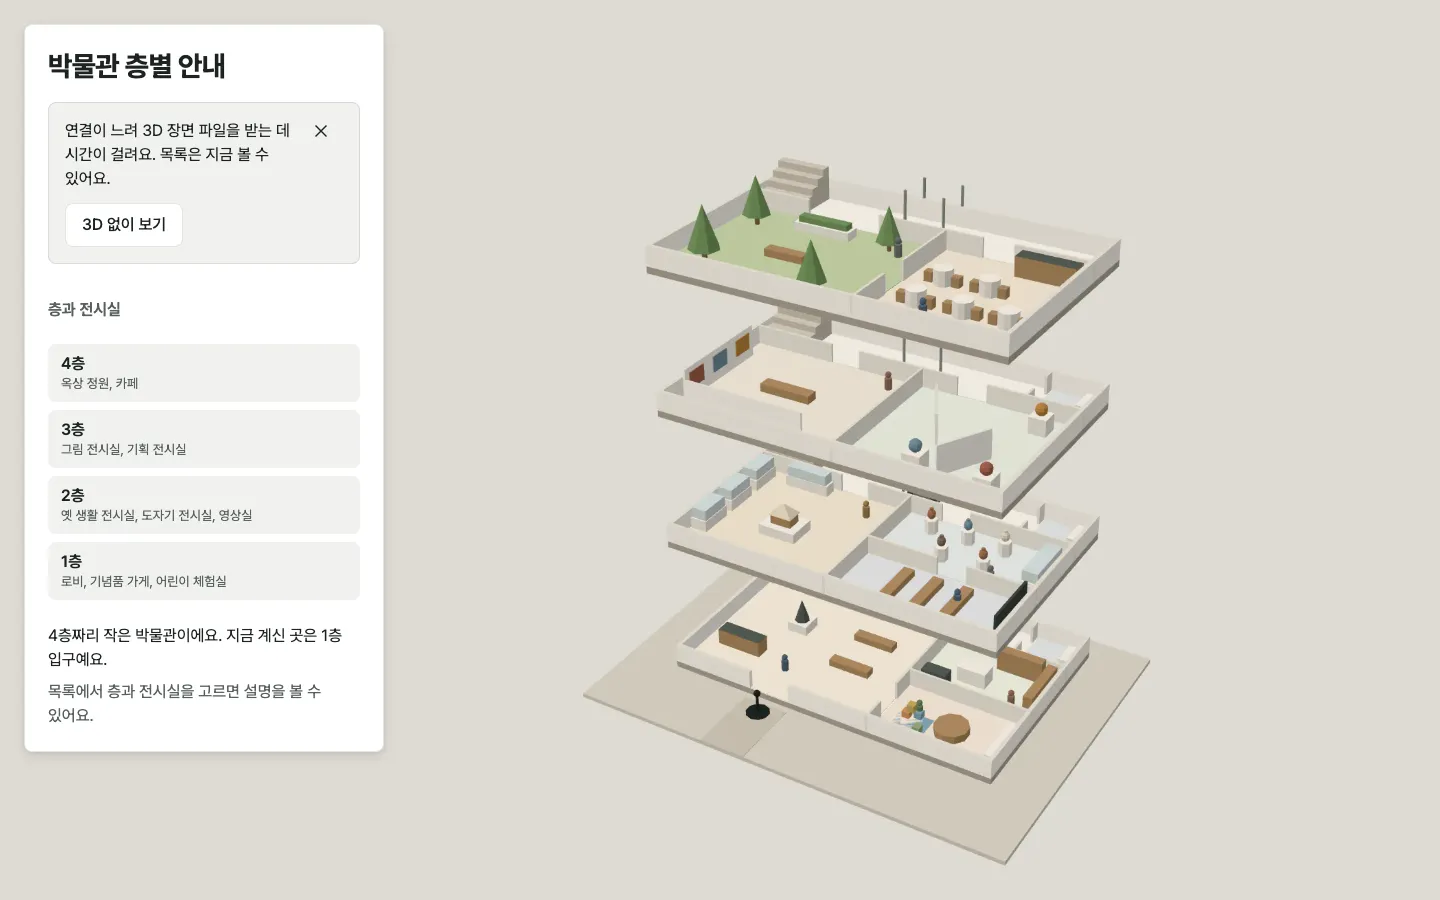 박물관 층별 안내
연결이 느려 3D 장면 파일을 받는 데
시간이 걸려요. 목록은 지금 볼 수
있어요.
3D 없이 보기
층과 전시실
4층
옥상 정원, 카페
3층
그림 전시실, 기획 전시실
2층
옛 생활 전시실, 도자기 전시실, 영상실
1층
로비, 기념품 가게, 어린이 체험실
4층짜리 작은 박물관이에요. 지금 계신 곳은 1층
입구예요.
목록에서 층과 전시실을 고르면 설명을 볼 수
있어요.